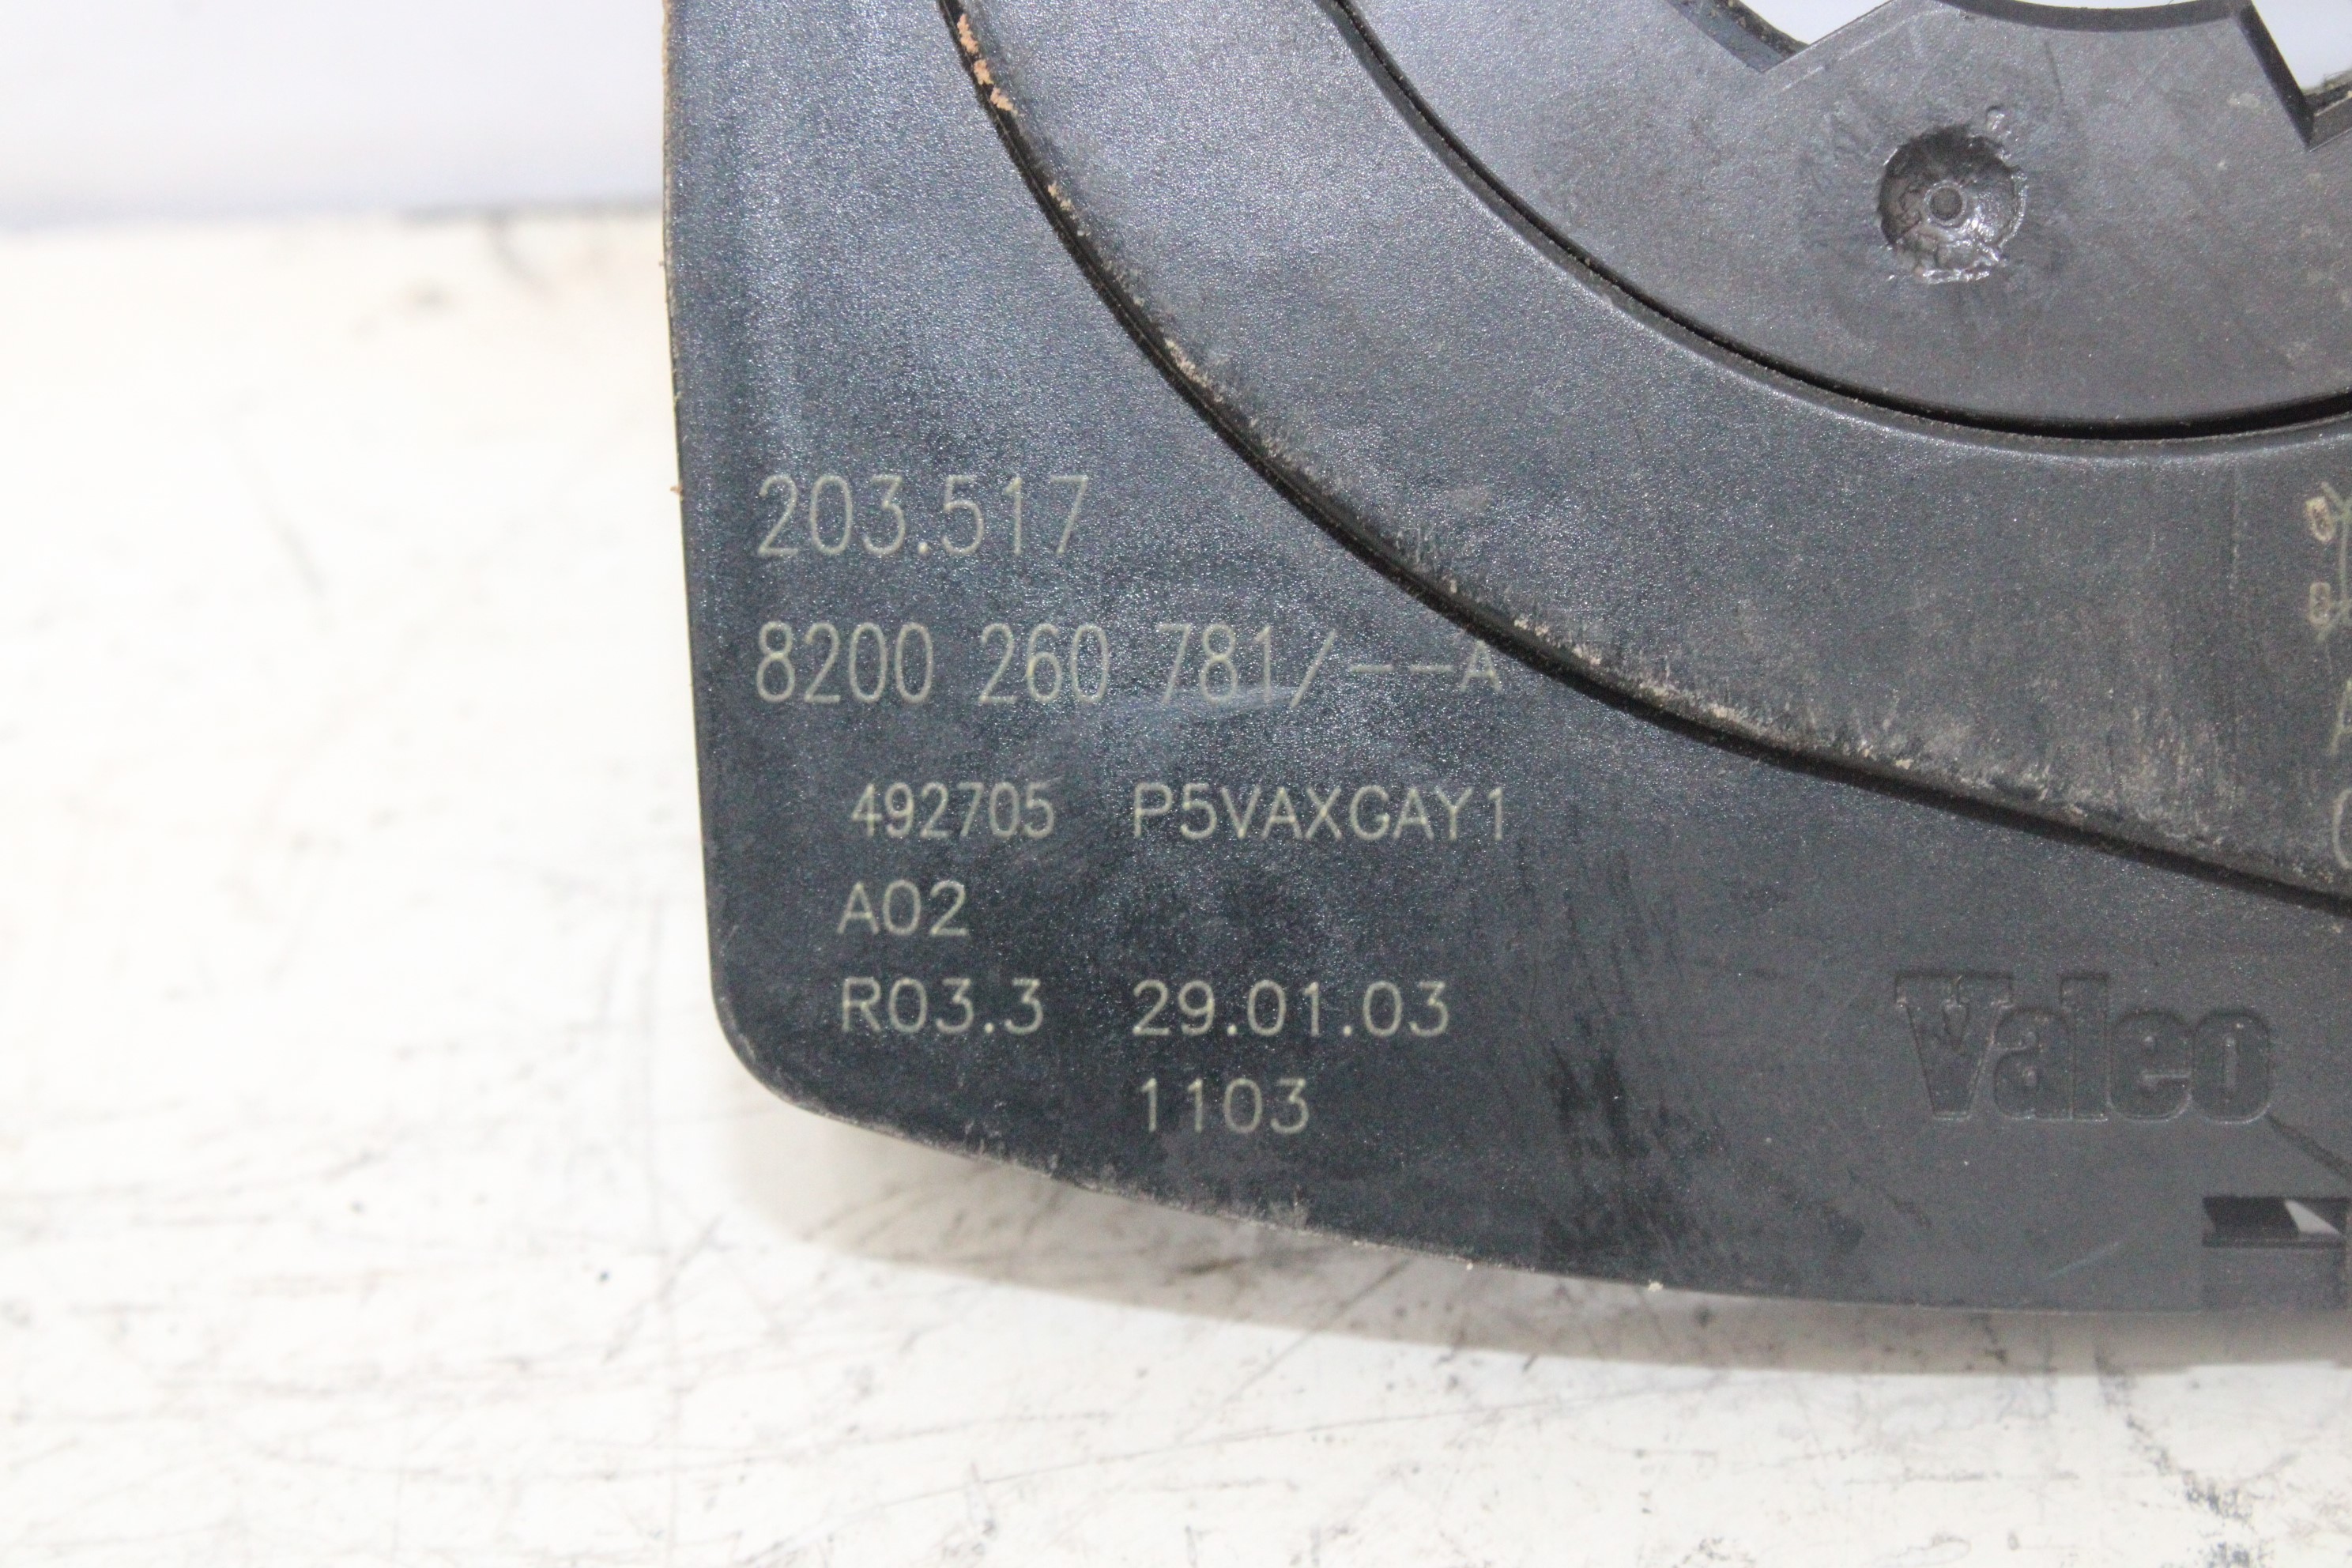 203.517
8200 260 781/--A
492705 P5VAXGAY1
A02
R03.3 29.01.03
1103
Valeo